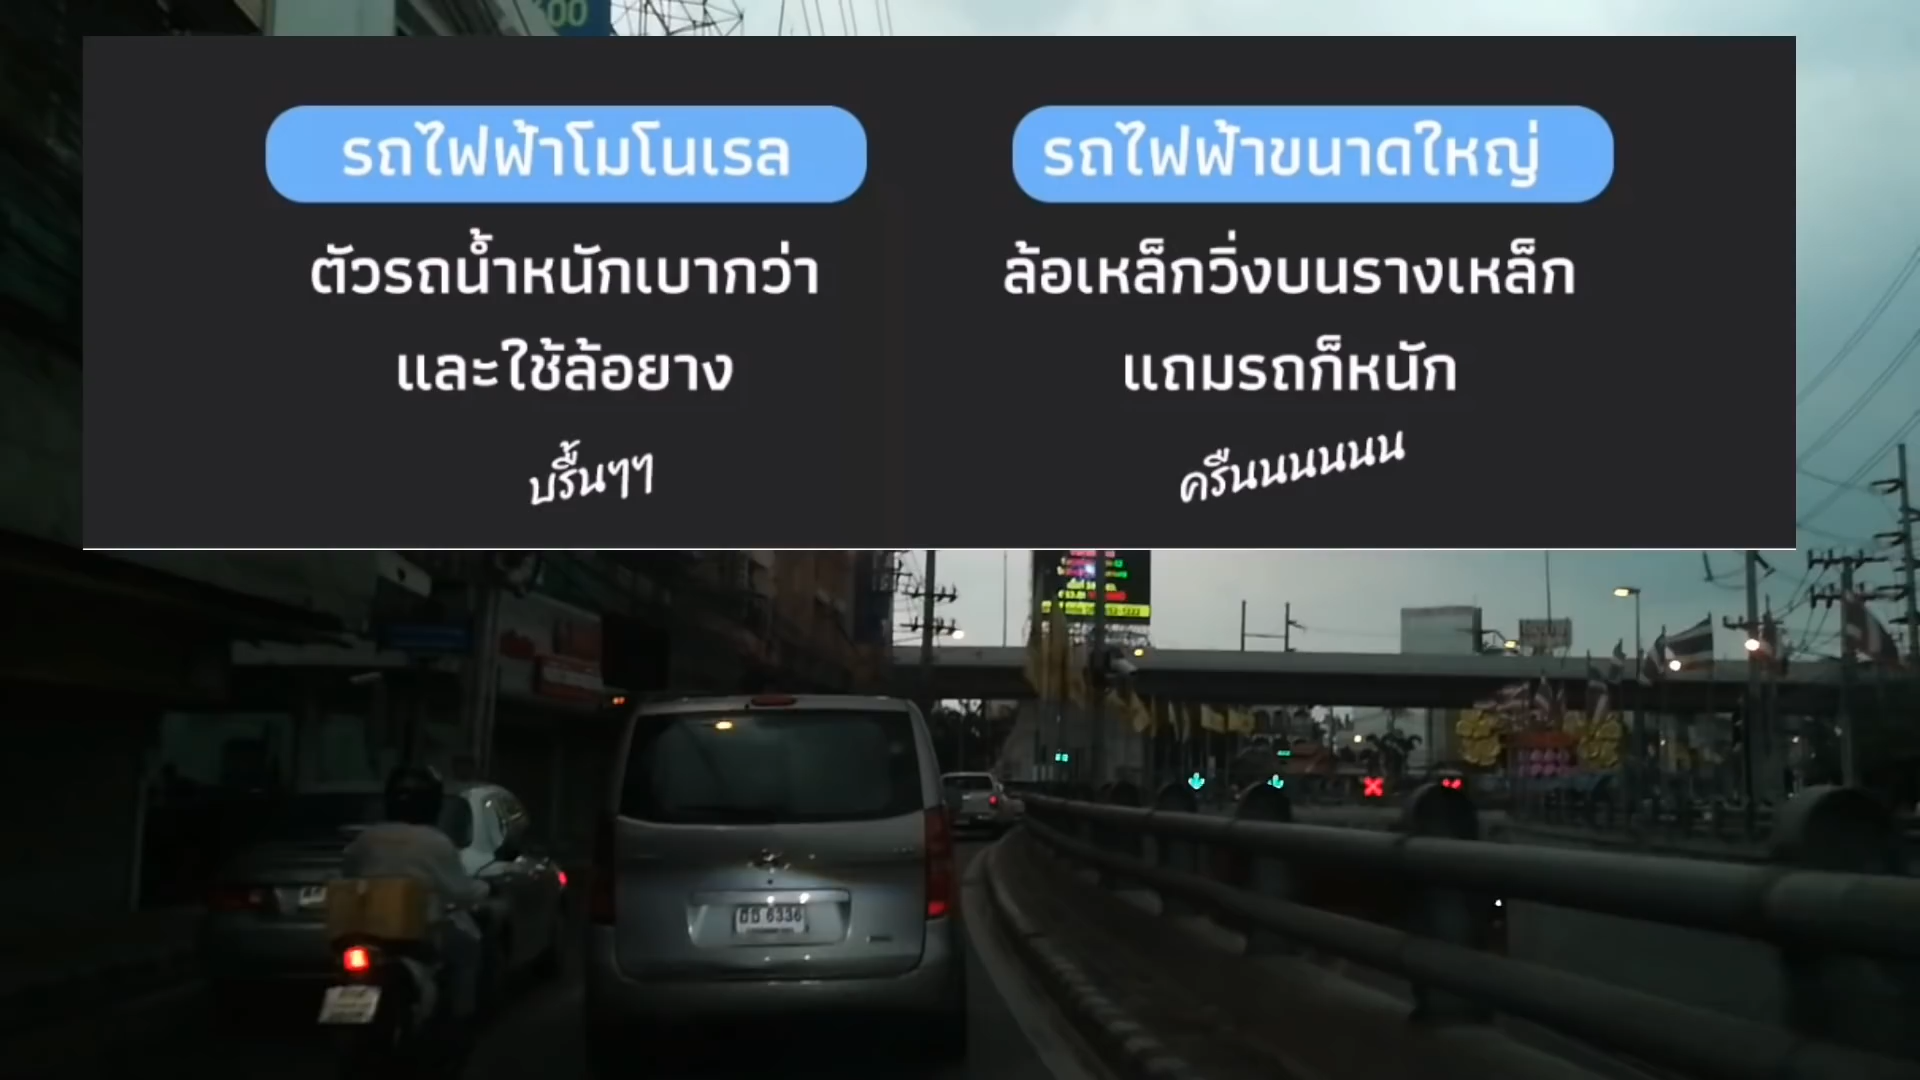 600
รถไฟฟ้าโมโนเรล
ตัวรถน้ำหนักเบากว่า
และใช้ล้อยาง
บรื้นๆๆ
รถไฟฟ้าขนาดใหญ่
ล้อเหล็กวิ่งบนรางเหล็ก
แถมรถก็หนัก
ครืนนนนนน
6336